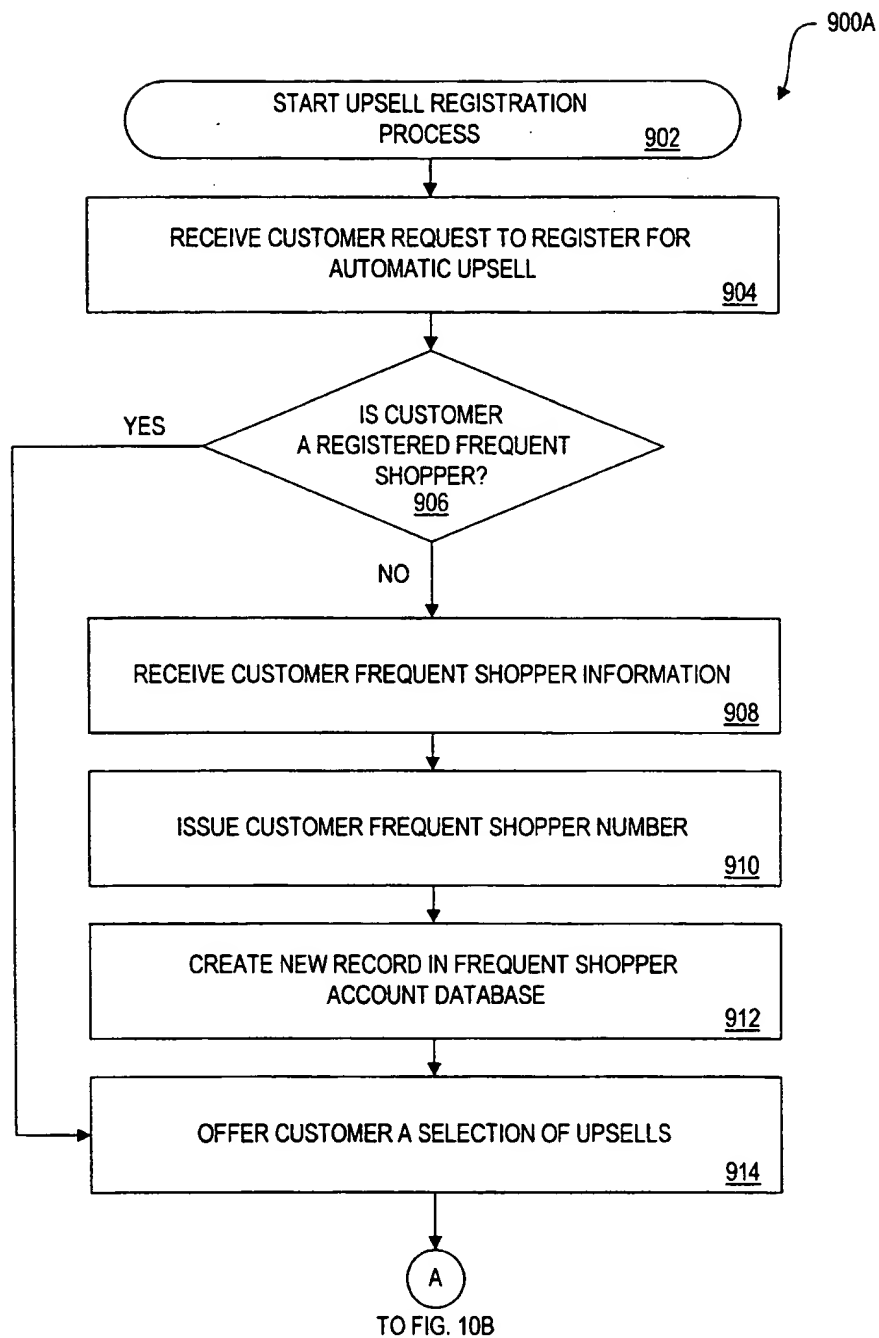 900A
START UPSELL REGISTRATION
PROCESS
902
RECEIVE CUSTOMER REQUEST TO REGISTER FOR
AUTOMATIC UPSELL
904
YES
IS CUSTOMER
A REGISTERED FREQUENT
SHOPPER?
906
NO
RECEIVE CUSTOMER FREQUENT SHOPPER INFORMATION
908
ISSUE CUSTOMER FREQUENT SHOPPER NUMBER
910
CREATE NEW RECORD IN FREQUENT SHOPPER
ACCOUNT DATABASE
912
OFFER CUSTOMER A SELECTION OF UPSELLS
914
A
TO FIG. 10B